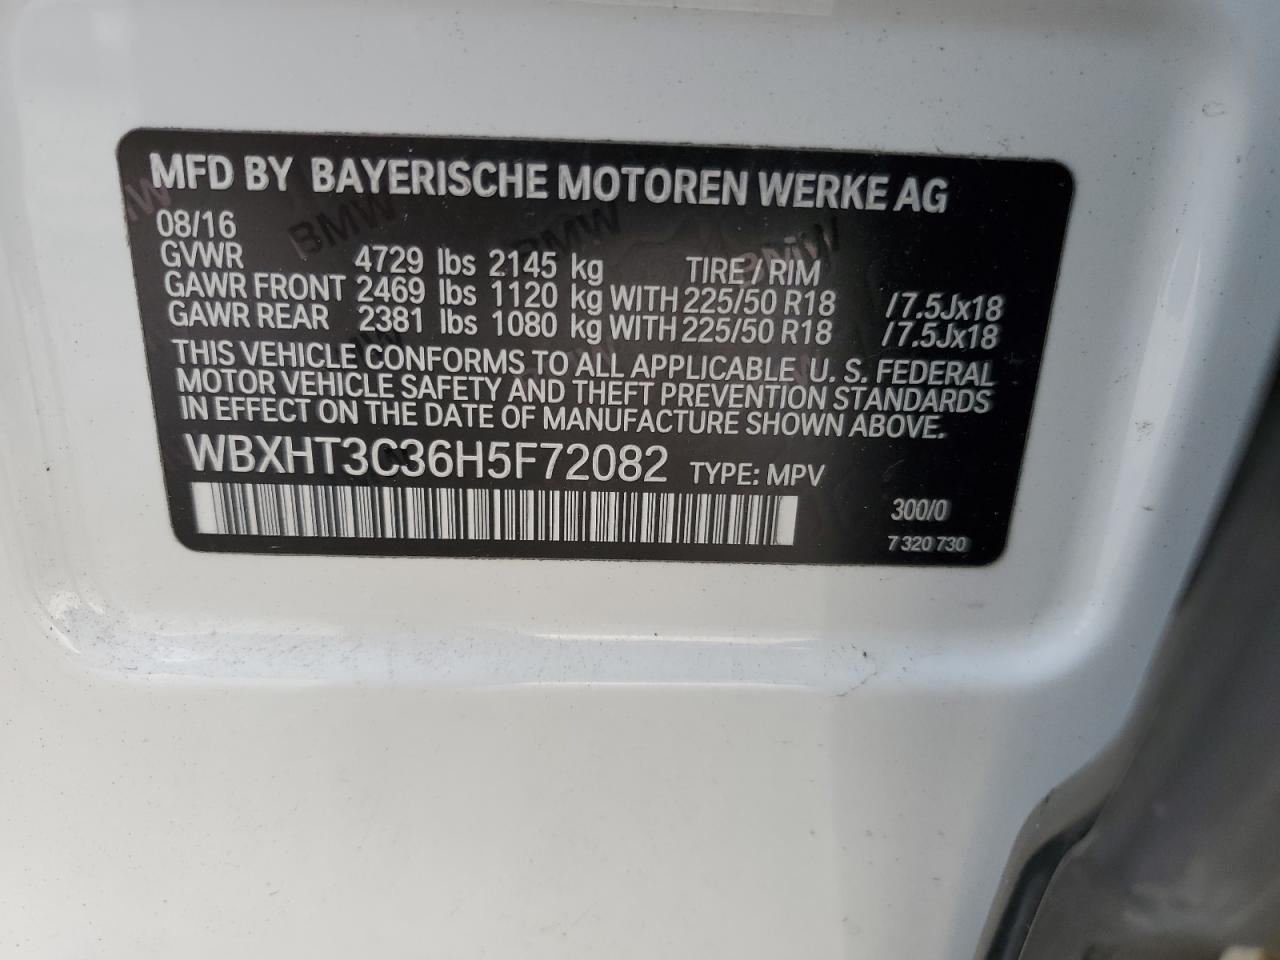 MFD BY BAYERISCHE MOTOREN WERKE AG
08/16
GVWR 4729 lbs 2145 kg TIRE / RIM
GAWR FRONT 2469 lbs 1120 kg WITH 225/50 R18 /7.5Jx18
GAWR REAR 2381 lbs 1080 kg WITH 225/50 R18 /7.5Jx18
THIS VEHICLE CONFORMS TO ALL APPLICABLE U. S. FEDERAL
MOTOR VEHICLE SAFETY AND THEFT PREVENTION STANDARDS
IN EFFECT ON THE DATE OF MANUFACTURE SHOWN ABOVE.
WBXHT3C36H5F72082 TYPE: MPV
300/0
7 320 730